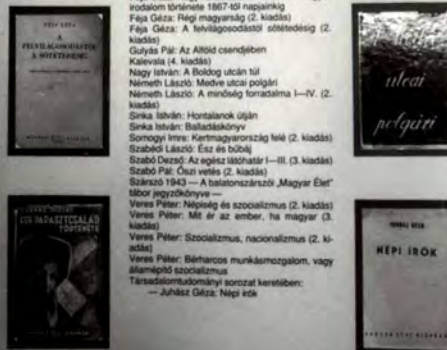 irodalom története 1867-től napjainkig
Féja Géza: Régi magyarság (2. kiadás)
Féja Géza: A felvilágosodástól sötétedésig (2.
kiadás)
Gulyás Pál: Az Alföld csendjében
Kalevala (4. kiadás)
Nagy István: A Boldog utcán túl
Németh László: Medve utcai polgári
Németh László: A minőség forradalma I—IV. (2.
kiadás)
Sinka István: Hontalanok útján
Sinka István: Balladáskönyv
Somogyi Imre: Kertmagyarország felé (2. kiadás)
Szabédi László: Ész és bűbáj
Szabó Dezső: Az egész látóhatár I—III. (3. kiadás)
Szabó Pál: Őszi vetés (2. kiadás)
Szárszó 1943 — A balatonszárszói „Magyar Élet"
tábor jegyzőkönyve —
Veres Péter: Népiség és szocializmus (2. kiadás)
Veres Péter: Mit ér az ember, ha magyar (3.
kiadás)
Veres Péter: Szocializmus, nacionalizmus (2. ki-
adás)
Veres Péter: Bérharcos munkásmozgalom, vagy
államépítő szocializmus
Társadalomtudományi sorozat keretében:
— Juhász Géza: Népi írók
FÉJA GÉZA
A
FELVILÁGOSODÁSTÓL
A SÖTÉTEDÉSIG
utcai
polgári
EGY PARASZTCSALÁD
TÖRTÉNETE
JUHÁSZ GÉZA
NÉPI ÍRÓK